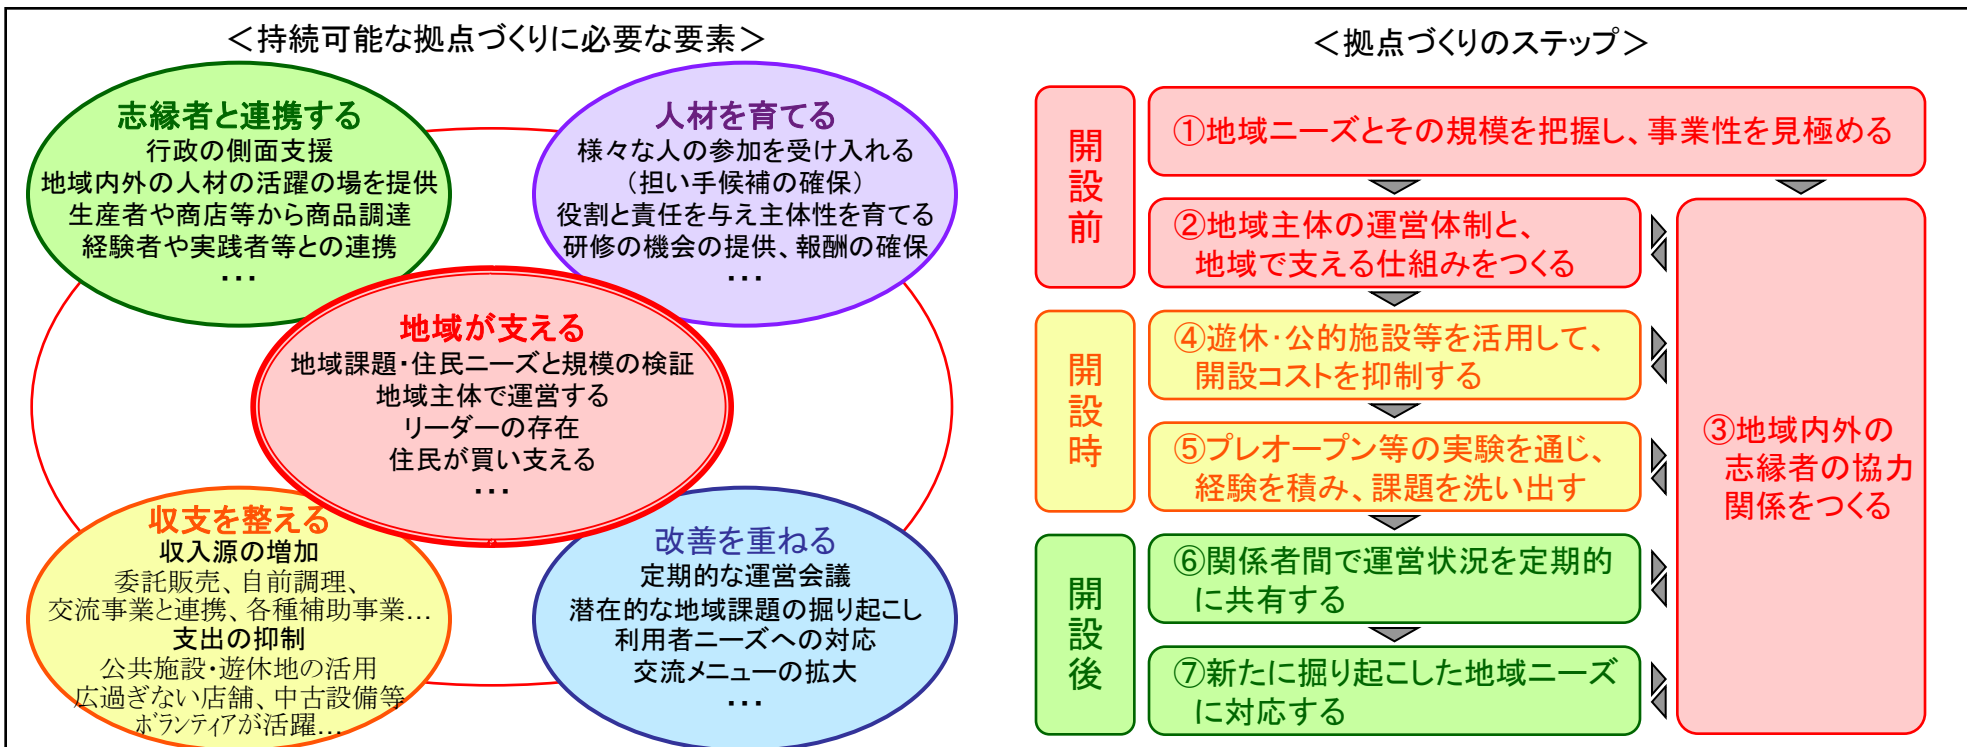 ＜持続可能な拠点づくりに必要な要素＞
志縁者と連携する
行政の側面支援
地域内外の人材の活躍の場を提供
生産者や商店等から商品調達
経験者や実践者等との連携
･･･
人材を育てる
様々な人の参加を受け入れる
（担い手候補の確保）
役割と責任を与え主体性を育てる
研修の機会の提供、報酬の確保
･･･
地域が支える
地域課題・住民ニーズと規模の検証
地域主体で運営する
リーダーの存在
住民が買い支える
･･･
収支を整える
収入源の増加
委託販売、自前調理、
交流事業と連携、各種補助事業…
支出の抑制
公共施設・遊休地の活用
広過ぎない店舗、中古設備等
ボランティアが活躍…
改善を重ねる
定期的な運営会議
潜在的な地域課題の掘り起こし
利用者ニーズへの対応
交流メニューの拡大
･･･
＜拠点づくりのステップ＞
開設前
①地域ニーズとその規模を把握し、事業性を見極める
②地域主体の運営体制と、
地域で支える仕組みをつくる
③地域内外の
志縁者の協力
関係をつくる
開設時
④遊休・公的施設等を活用して、
開設コストを抑制する
⑤プレオープン等の実験を通じ、
経験を積み、課題を洗い出す
開設後
⑥関係者間で運営状況を定期的
に共有する
⑦新たに掘り起こした地域ニーズ
に対応する